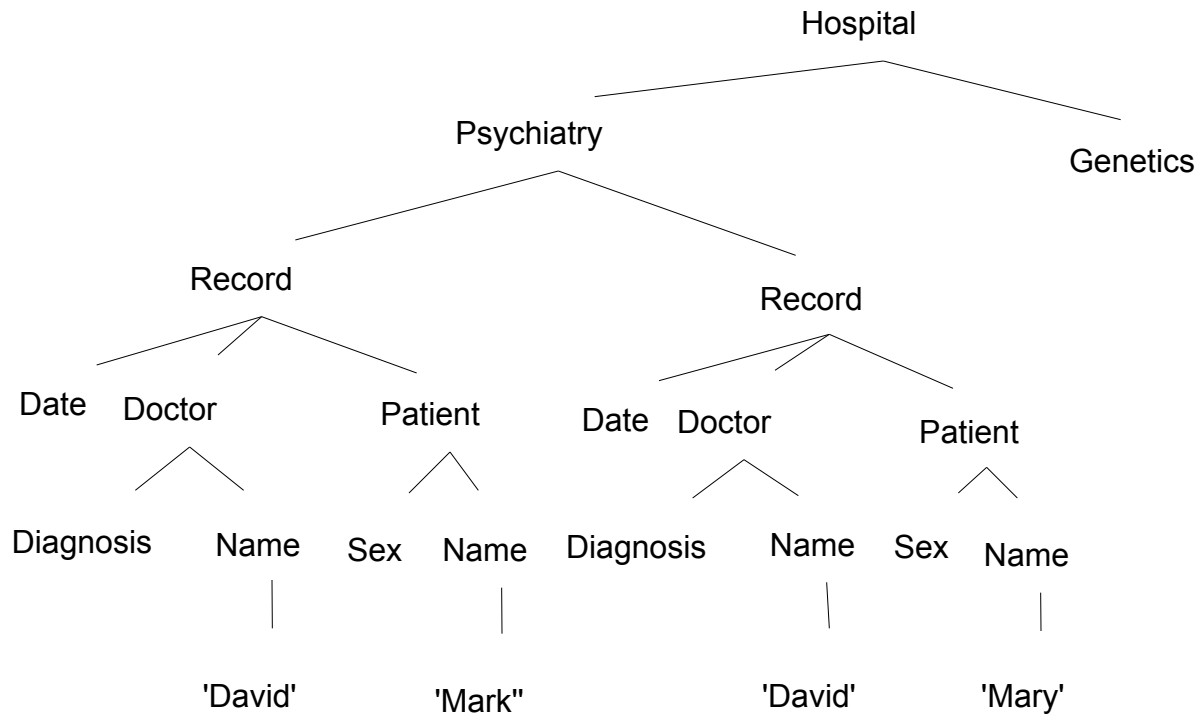 Hospital
Psychiatry
Genetics
Record
Record
Date Doctor Patient Date Doctor Patient
Diagnosis Name Sex Name Diagnosis Name Sex Name
'David' 'Mark'' 'David' 'Mary'